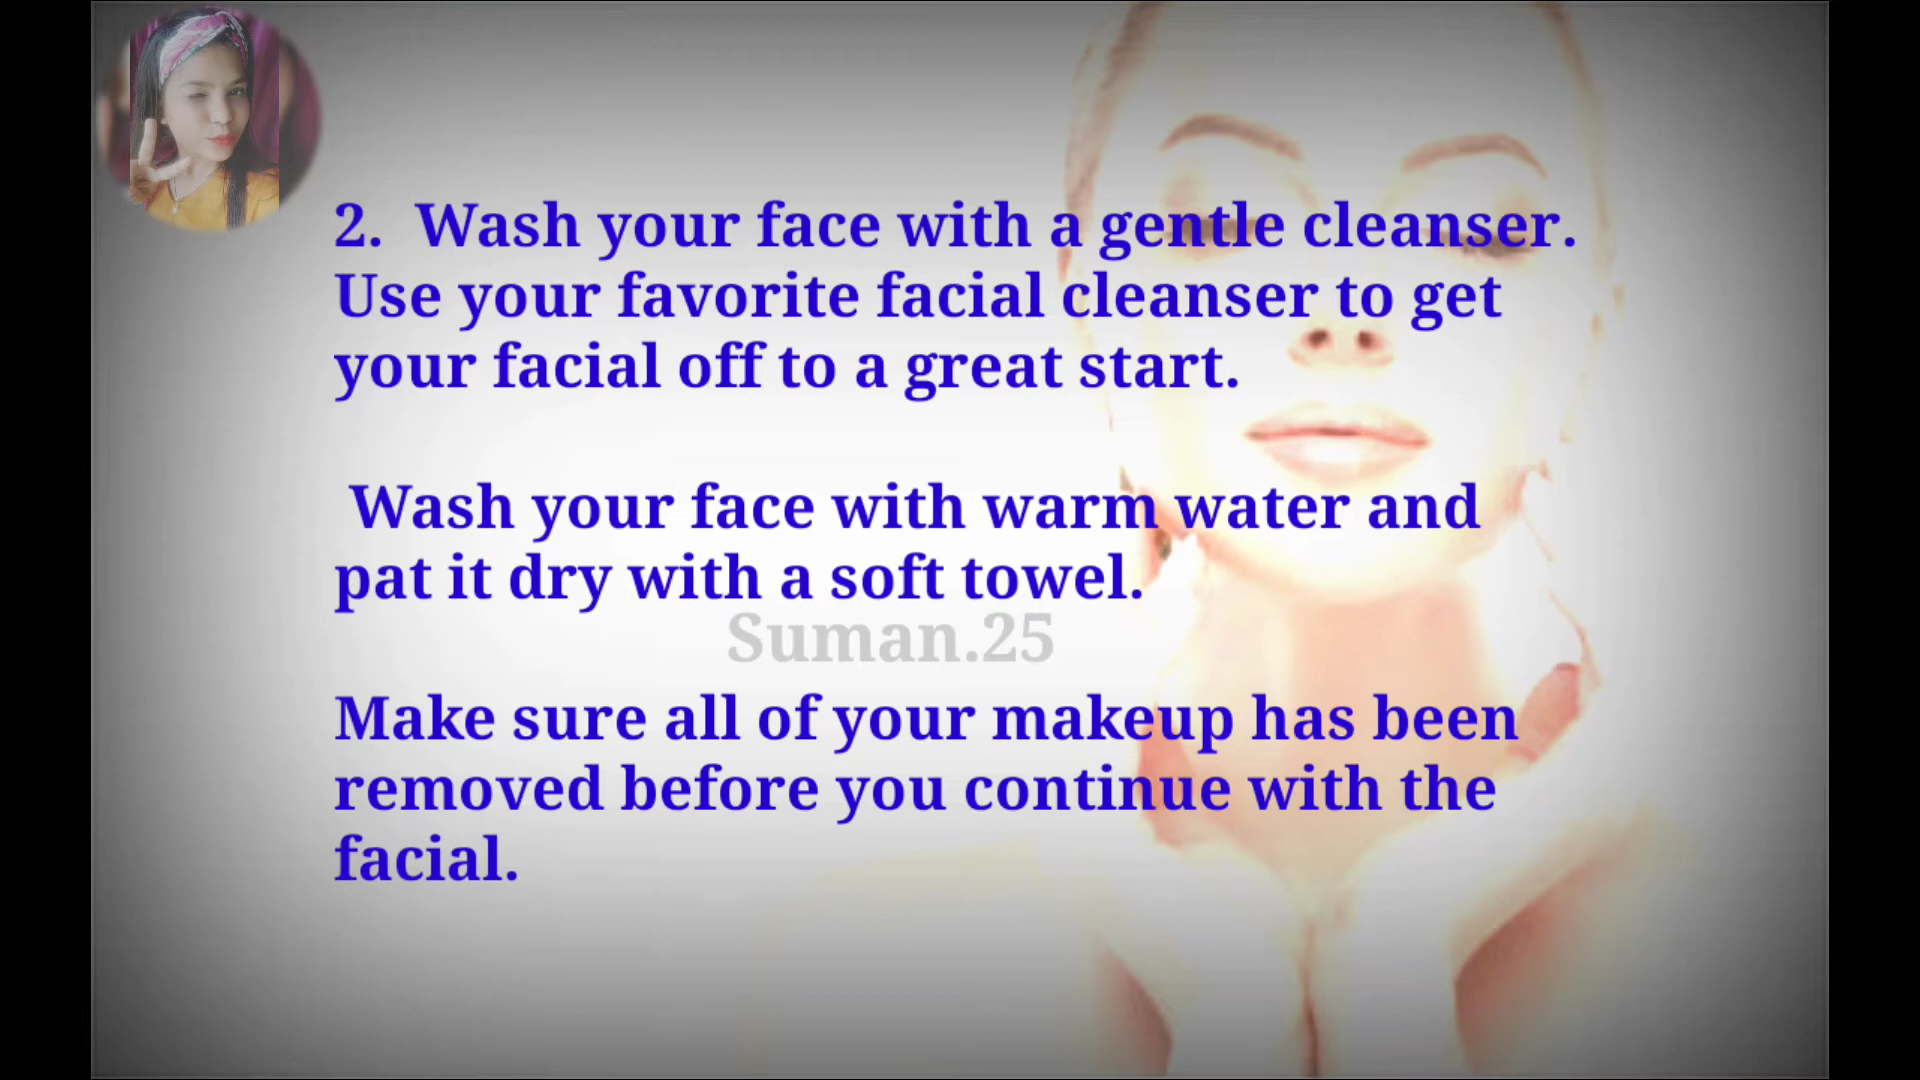 2.  Wash your face with a gentle cleanser.
Use your favorite facial cleanser to get
your facial off to a great start.
Wash your face with warm water and
pat it dry with a soft towel.
Suman.25
Make sure all of your makeup has been
removed before you continue with the
facial.